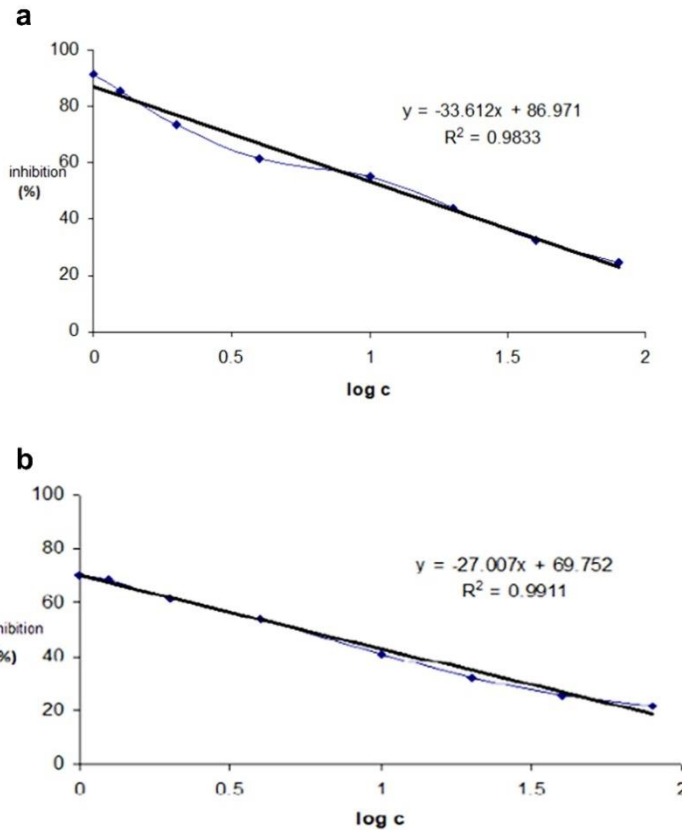 a
100
80
60
40
20
0
inhibition
(%)
y = -33.612x + 86.971
R² = 0.9833
0 0.5 1 1.5 2
log c
b
100
80
60
40
20
0
nibition
%)
y = -27.007x + 69.752
R² = 0.9911
0 0.5 1 1.5 2
log c